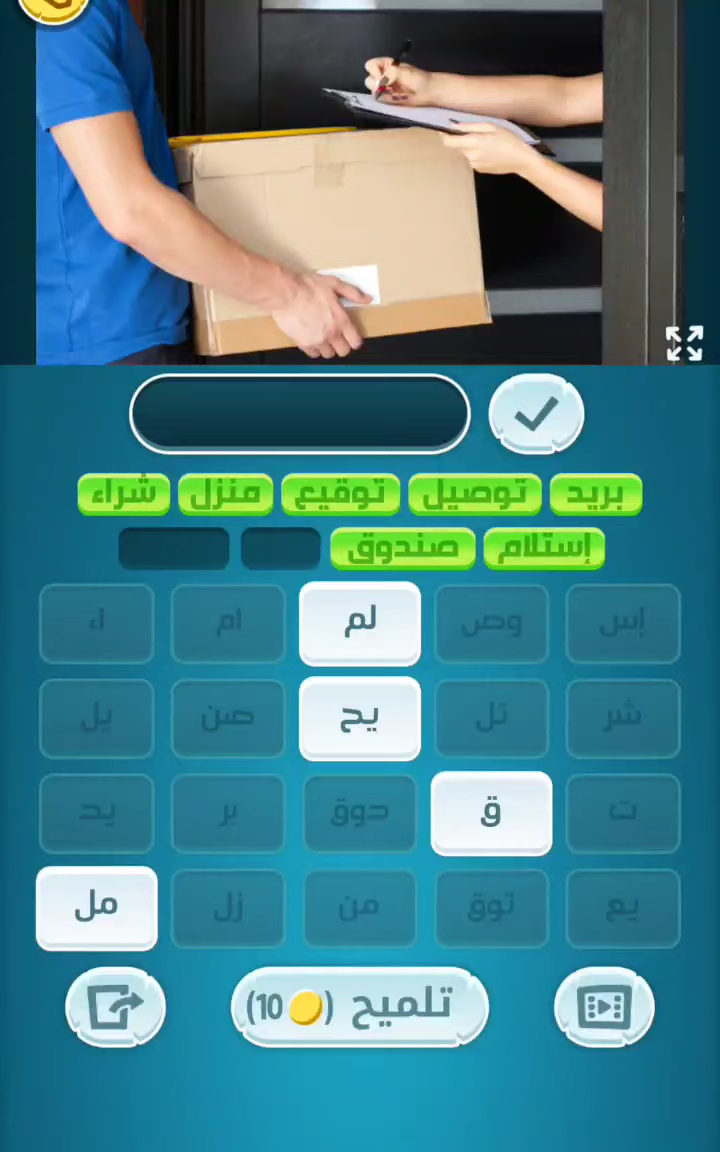 بريد توصيل توقيع منزل شراء
إستلام صندوق
إس وص لم ام اء
شر تل يح صن يل
ت ق دوق بر يد
يع توق من زل مل
تلميح (10)